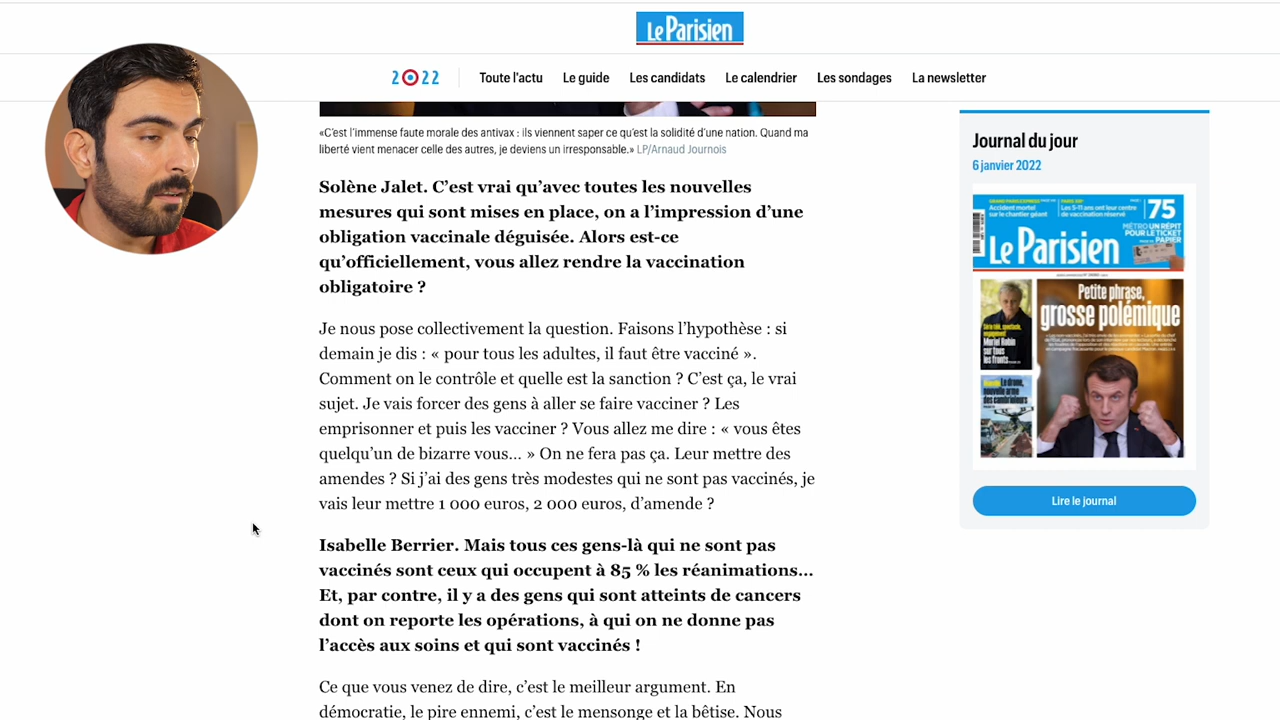 Le Parisien
2022
Toute l'actu
Le guide
Les candidats
Le calendrier
Les sondages
La newsletter
«C'est l'immense faute morale des antivax : ils viennent saper ce qu'est la solidité d'une nation. Quand ma
liberté vient menacer celle des autres, je deviens un irresponsable.» LP/Arnaud Journois
Solène Jalet. C'est vrai qu'avec toutes les nouvelles
mesures qui sont mises en place, on a l'impression d'une
obligation vaccinale déguisée. Alors est-ce
qu'officiellement, vous allez rendre la vaccination
obligatoire ?
Je nous pose collectivement la question. Faisons l'hypothèse : si
demain je dis : « pour tous les adultes, il faut être vacciné ».
Comment on le contrôle et quelle est la sanction ? C'est ça, le vrai
sujet. Je vais forcer des gens à aller se faire vacciner ? Les
emprisonner et puis les vacciner ? Vous allez me dire : « vous êtes
quelqu'un de bizarre vous… » On ne fera pas ça. Leur mettre des
amendes ? Si j'ai des gens très modestes qui ne sont pas vaccinés, je
vais leur mettre 1 000 euros, 2 000 euros, d'amende ?
Isabelle Berrier. Mais tous ces gens-là qui ne sont pas
vaccinés sont ceux qui occupent à 85 % les réanimations…
Et, par contre, il y a des gens qui sont atteints de cancers
dont on reporte les opérations, à qui on ne donne pas
l'accès aux soins et qui sont vaccinés !
Ce que vous venez de dire, c'est le meilleur argument. En
démocratie, le pire ennemi, c'est le mensonge et la bêtise. Nous
Journal du jour
6 janvier 2022
Accident mortel
sur le chantier géant
Les 5-11 ans ont leur centre
de vaccination réservé
75
MÉTRO UN RÉPIT
POUR LE TICKET
PAPIER
Le Parisien
Petite phrase,
grosse polémique
Muriel Robin
sur tous
les fronts
Le drone,
nouvelle arme
des cambrioleurs
Lire le journal